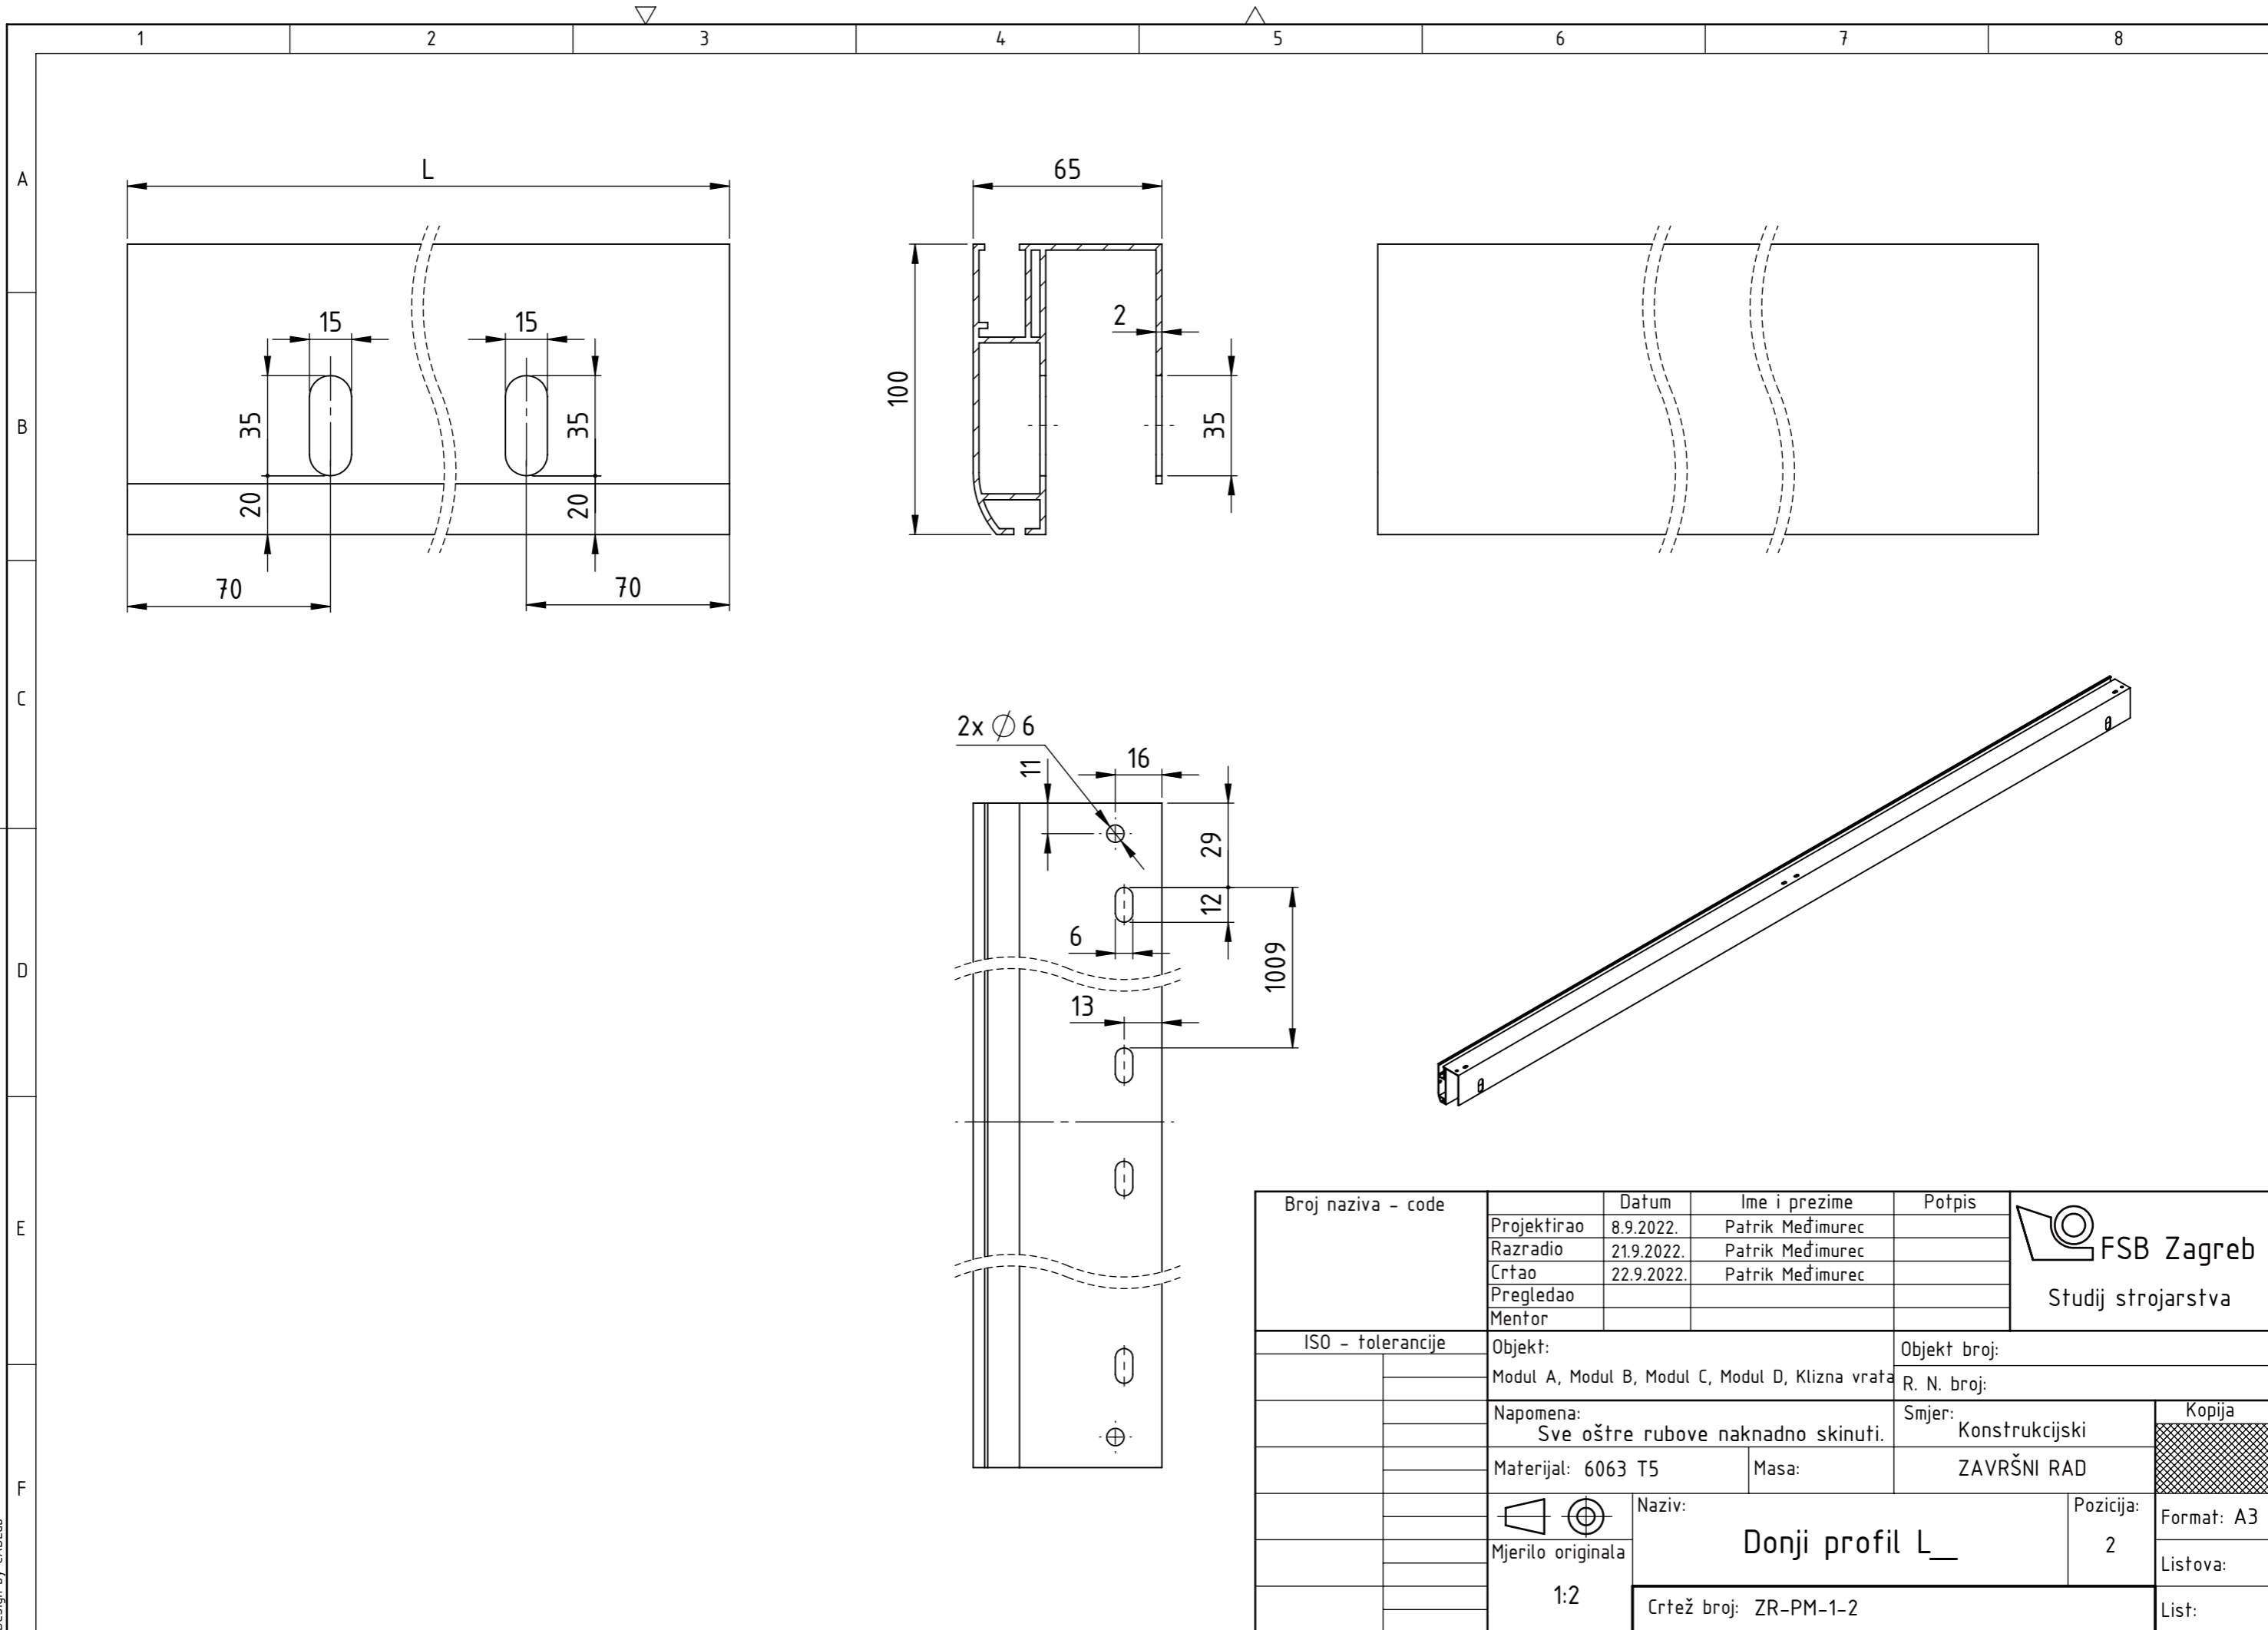 1 2 3 4 5 6 7 8
A
B
C
D
E
F
L
15 15
35 35
20 20
70 70
65
100
2
35
2x ∅ 6
11
16
29
12
6
1009
13
Broj naziva - code
Datum Ime i prezime Potpis
Projektirao 8.9.2022. Patrik Međimurec
Razradio 21.9.2022. Patrik Međimurec
Crtao 22.9.2022. Patrik Međimurec
Pregledao
Mentor
FSB Zagreb
Studij strojarstva
ISO - tolerancije
Objekt:
Modul A, Modul B, Modul C, Modul D, Klizna vrata
Objekt broj:
R. N. broj:
Napomena:
Sve oštre rubove naknadno skinuti.
Smjer:
Konstrukcijski
Kopija
Materijal: 6063 T5
Masa:
ZAVRŠNI RAD
Naziv:
Donji profil L__
Pozicija:
2
Format: A3
Mjerilo originala
1:2
Listova:
Crtež broj: ZR-PM-1-2
List: